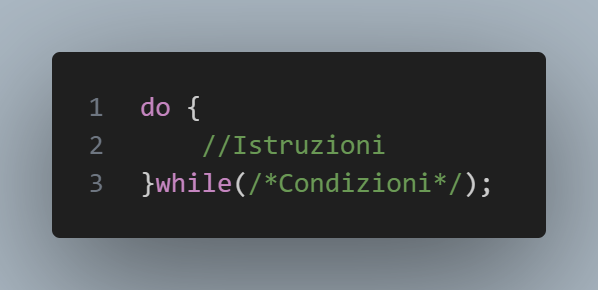 1 do {
2 //Istruzioni
3 }while(/*Condizioni*/);